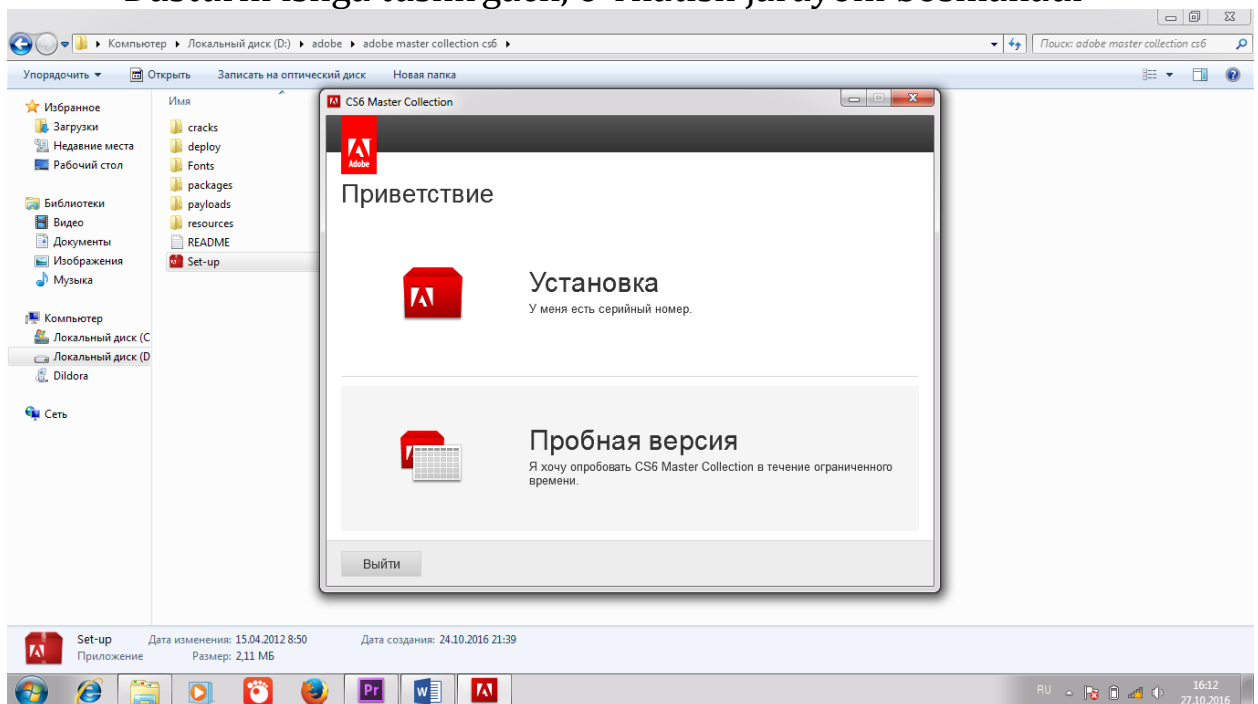 Компьютер ▸ Локальный диск (D:) ▸ adobe ▸ adobe master collection cs6 ▸
Поиск: adobe master collection cs6
Упорядочить Открыть Записать на оптический диск Новая папка
Избранное
Загрузки
Недавние места
Рабочий стол
Библиотеки
Видео
Документы
Изображения
Музыка
Компьютер
Локальный диск (C
Локальный диск (D
Dildora
Сеть
Имя
cracks
deploy
Fonts
packages
payloads
resources
README
Set-up
CS6 Master Collection
Adobe
Приветствие
Установка
У меня есть серийный номер.
Пробная версия
Я хочу опробовать CS6 Master Collection в течение ограниченного
времени.
Выйти
Set-up Дата изменения: 15.04.2012 8:50 Дата создания: 24.10.2016 21:39
Приложение Размер: 2,11 МБ
Pr
W
RU
16:12
27.10.2016